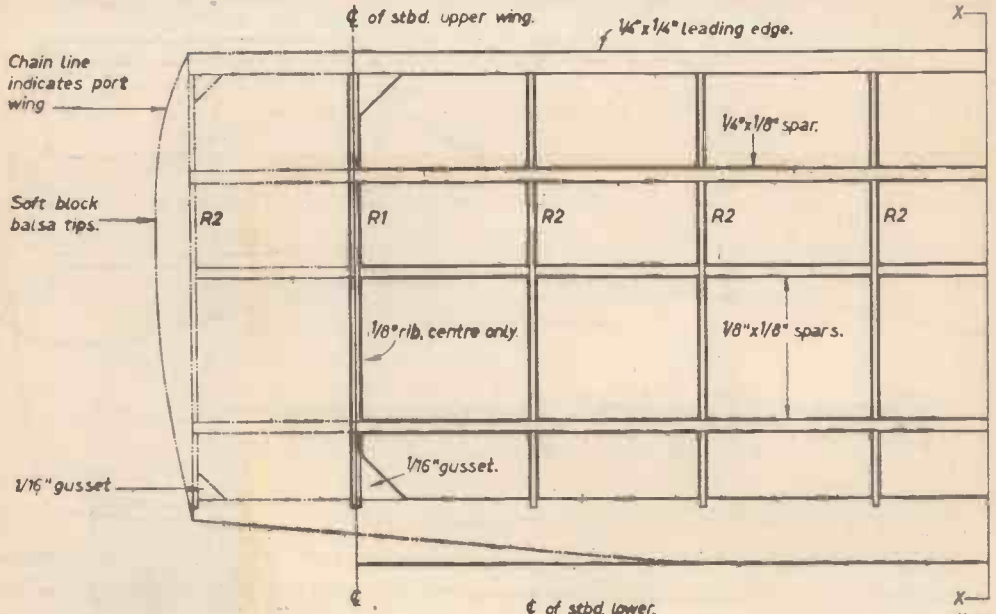 ℄ of stbd. upper wing.
X
1/4"x1/4" leading edge.
Chain line
indicates port
wing
1/4"x1/8" spar.
Soft block
balsa tips.
R2
R1
R2
R2
R2
1/8" rib, centre only.
1/8"x1/8" spars.
1/16" gusset
1/16" gusset.
℄
℄ of stbd. lower.
X